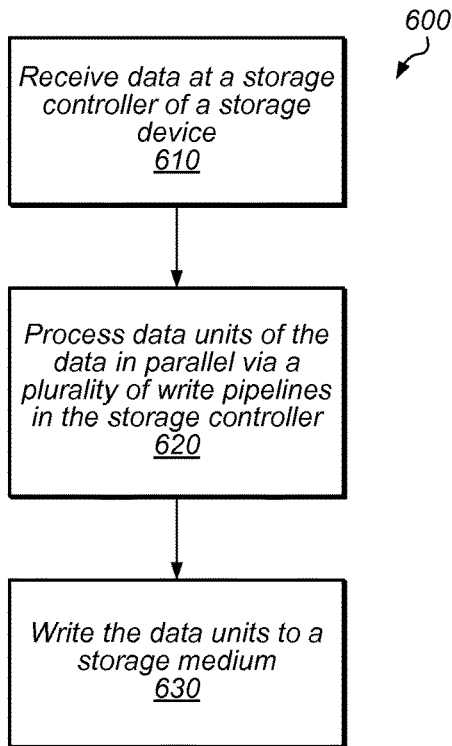 600
Receive data at a storage
controller of a storage
device
610
Process data units of the
data in parallel via a
plurality of write pipelines
in the storage controller
620
Write the data units to a
storage medium
630